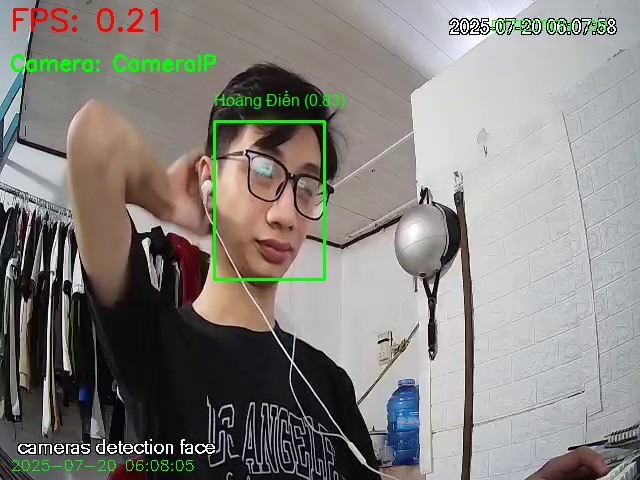 FPS: 0.21
2025-07-20 06:07:58
Camera: CameraIP
Hoàng Điển (0.83)
ANGELE
cameras detection face
2025-07-20 06:08:05